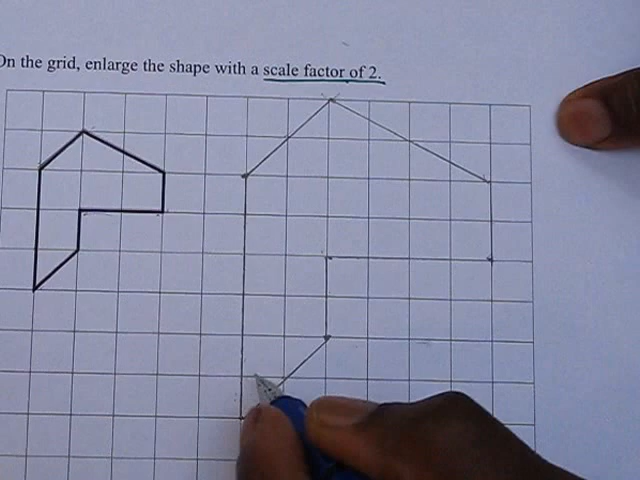 On the grid, enlarge the shape with a scale factor of 2.